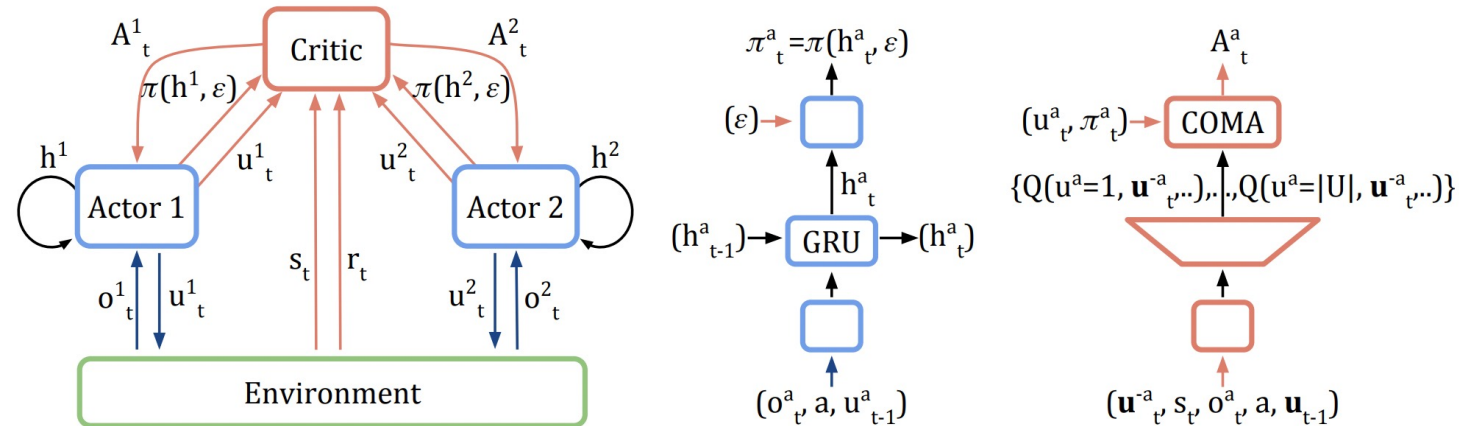 Critic
A¹ₜ
A²ₜ
π(h¹, ε)
π(h², ε)
h¹
u¹ₜ
u²ₜ
h²
Actor 1
Actor 2
sₜ
rₜ
o¹ₜ
u¹ₜ
u²ₜ
o²ₜ
Environment
πᵃₜ=π(hᵃₜ, ε)
(ε)
hᵃₜ
(hᵃₜ₋₁)
GRU
(hᵃₜ)
(oᵃₜ, a, uᵃₜ₋₁)
Aᵃₜ
(uᵃₜ, πᵃₜ)
COMA
{Q(uᵃ=1, u⁻ᵃₜ,..),...,Q(uᵃ=|U|, u⁻ᵃₜ,..)}
(u⁻ᵃₜ, sₜ, oᵃₜ, a, uₜ₋₁)